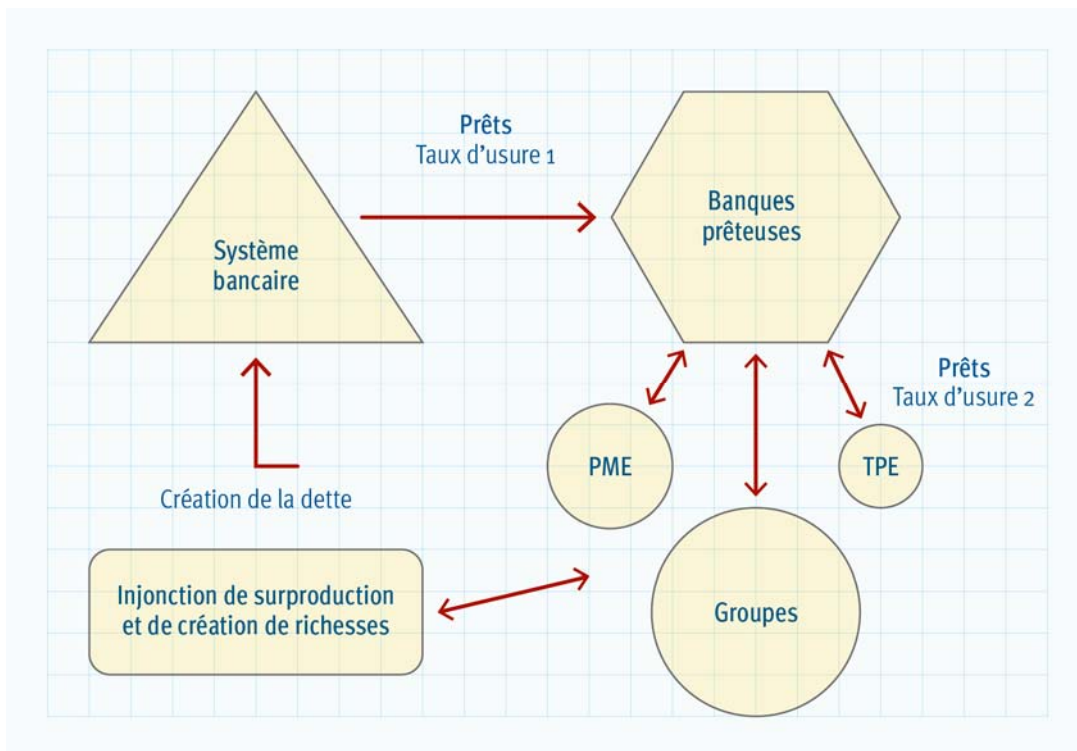 Prêts
Taux d'usure 1
Système
bancaire
Banques
prêteuses
Prêts
Taux d'usure 2
PME
TPE
Création de la dette
Injonction de surproduction
et de création de richesses
Groupes